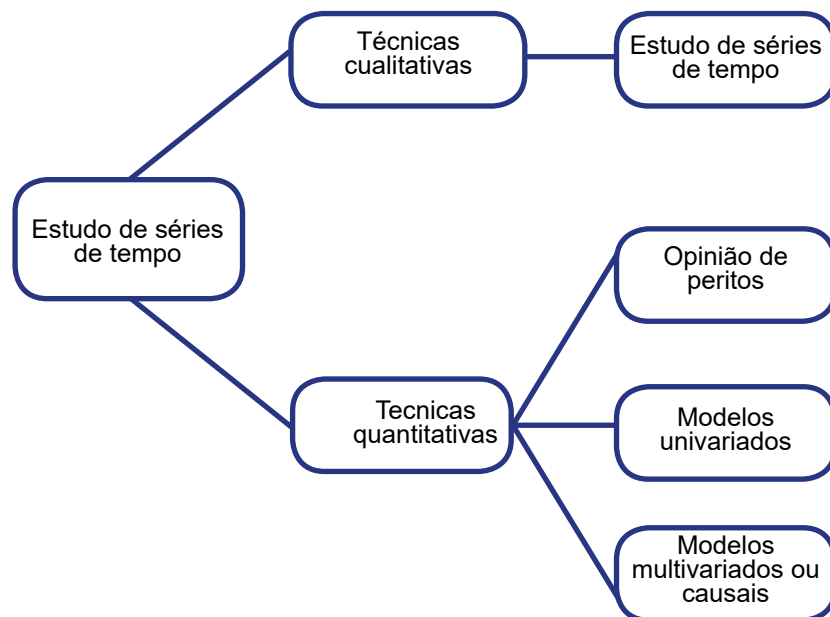 Técnicas
cualitativas
Estudo de séries
de tempo
Estudo de séries
de tempo
Opinião de
peritos
Tecnicas
quantitativas
Modelos
univariados
Modelos
multivariados ou
causais